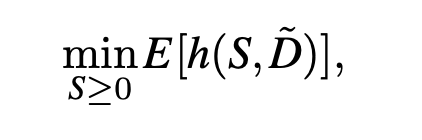 min E[h(S, D̃)],
S≥0